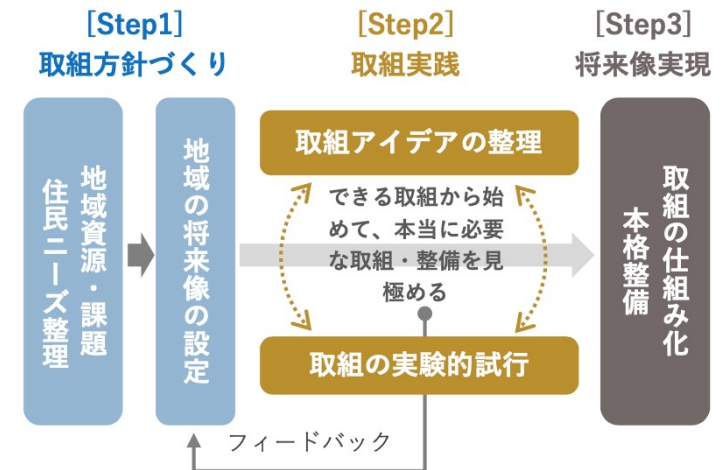 [Step1]
取組方針づくり
[Step2]
取組実践
[Step3]
将来像実現
地域資源・課題
住民ニーズ整理
地域の将来像の設定
取組アイデアの整理
できる取組から始
めて、本当に必要
な取組・整備を見
極める
取組の実験的試行
取組の仕組み化
本格整備
フィードバック